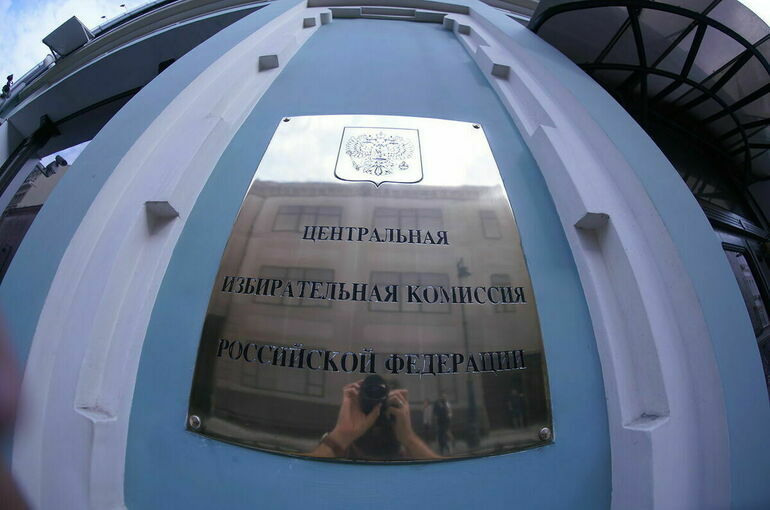 ЦЕНТРАЛЬНАЯ
ИЗБИРАТЕЛЬНАЯ КОМИССИЯ
РОССИЙСКОЙ ФЕДЕРАЦИИ